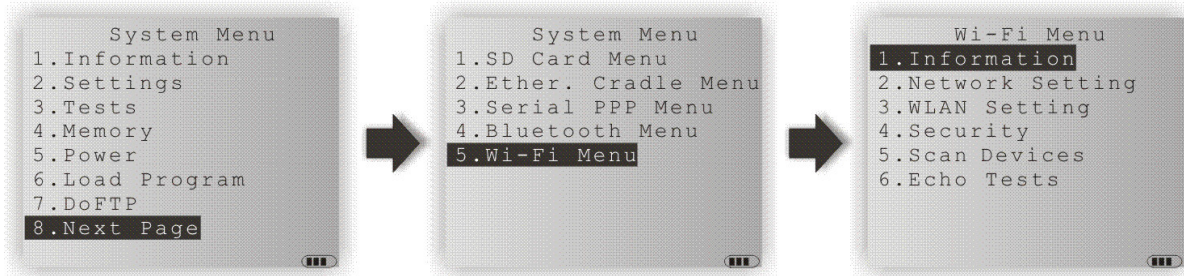 System Menu
1.Information
2.Settings
3.Tests
4.Memory
5.Power
6.Load Program
7.DoFTP
8.Next Page
System Menu
1.SD Card Menu
2.Ether. Cradle Menu
3.Serial PPP Menu
4.Bluetooth Menu
5.Wi-Fi Menu
Wi-Fi Menu
1.Information
2.Network Setting
3.WLAN Setting
4.Security
5.Scan Devices
6.Echo Tests